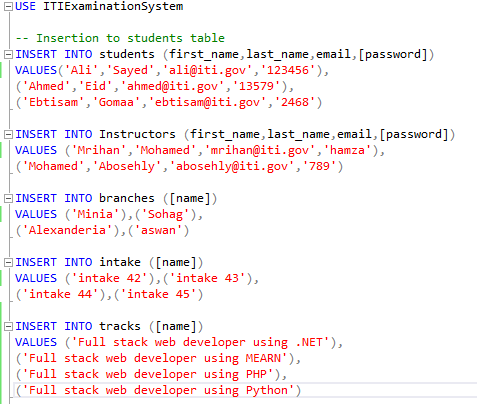 USE ITIExaminationSystem
-- Insertion to students table
INSERT INTO students (first_name,last_name,email,[password])
VALUES('Ali','Sayed','ali@iti.gov','123456'),
('Ahmed','Eid','ahmed@iti.gov','13579'),
('Ebtisam','Gomaa','ebtisam@iti.gov','2468')
INSERT INTO Instructors (first_name,last_name,email,[password])
VALUES ('Mrihan','Mohamed','mrihan@iti.gov','hamza'),
('Mohamed','Abosehly','abosehly@iti.gov','789')
INSERT INTO branches ([name])
VALUES ('Minia'),('Sohag'),
('Alexanderia'),('aswan')
INSERT INTO intake ([name])
VALUES ('intake 42'),('intake 43'),
('intake 44'),('intake 45')
INSERT INTO tracks ([name])
VALUES ('Full stack web developer using .NET'),
('Full stack web developer using MEARN'),
('Full stack web developer using PHP'),
('Full stack web developer using Python')